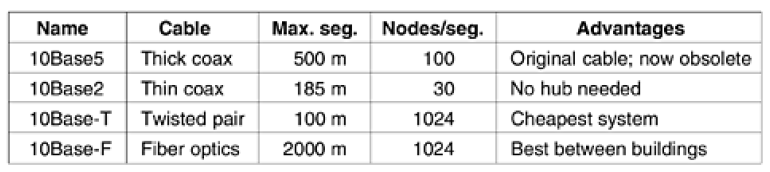 Name Cable Max. seg. Nodes/seg. Advantages
10Base5 Thick coax 500 m 100 Original cable; now obsolete
10Base2 Thin coax 185 m 30 No hub needed
10Base-T Twisted pair 100 m 1024 Cheapest system
10Base-F Fiber optics 2000 m 1024 Best between buildings